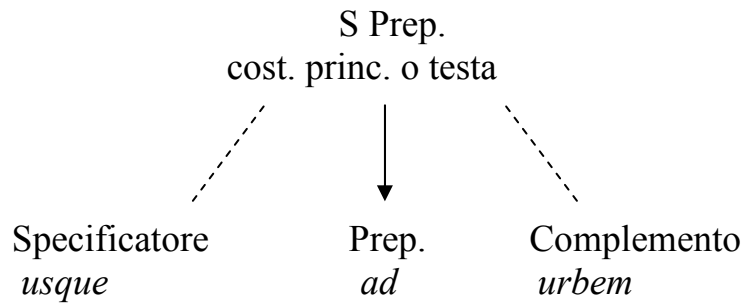 S Prep.
cost. princ. o testa
Specificatore Prep. Complemento
usque ad urbem